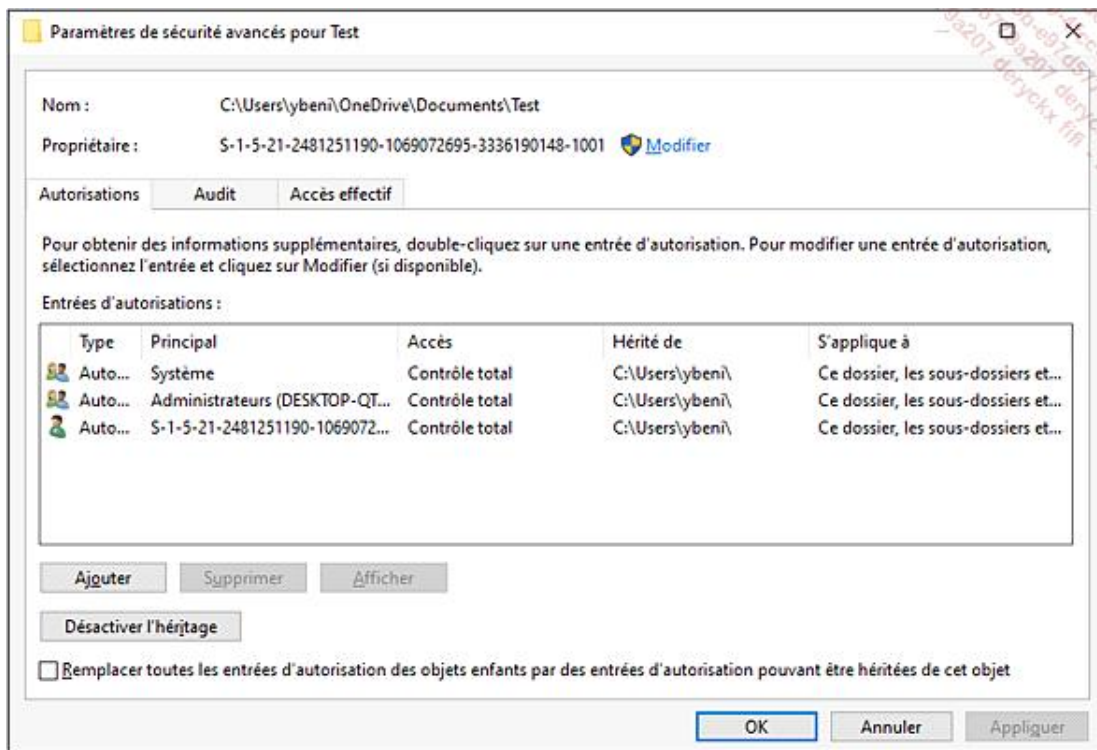 Paramètres de sécurité avancés pour Test
Nom :
C:\Users\ybeni\OneDrive\Documents\Test
Propriétaire :
S-1-5-21-2481251190-1069072695-3336190148-1001
Modifier
Autorisations
Audit
Accès effectif
Pour obtenir des informations supplémentaires, double-cliquez sur une entrée d'autorisation. Pour modifier une entrée d'autorisation,
sélectionnez l'entrée et cliquez sur Modifier (si disponible).
Entrées d'autorisations :
Type Principal Accès Hérité de S'applique à
Auto... Système Contrôle total C:\Users\ybeni\ Ce dossier, les sous-dossiers et...
Auto... Administrateurs (DESKTOP-QT... Contrôle total C:\Users\ybeni\ Ce dossier, les sous-dossiers et...
Auto... S-1-5-21-2481251190-1069072... Contrôle total C:\Users\ybeni\ Ce dossier, les sous-dossiers et...
Ajouter
Supprimer
Afficher
Désactiver l'héritage
Remplacer toutes les entrées d'autorisation des objets enfants par des entrées d'autorisation pouvant être héritées de cet objet
OK
Annuler
Appliquer